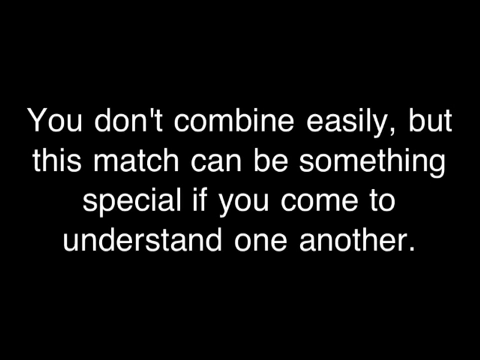 You don't combine easily, but
this match can be something
special if you come to
understand one another.